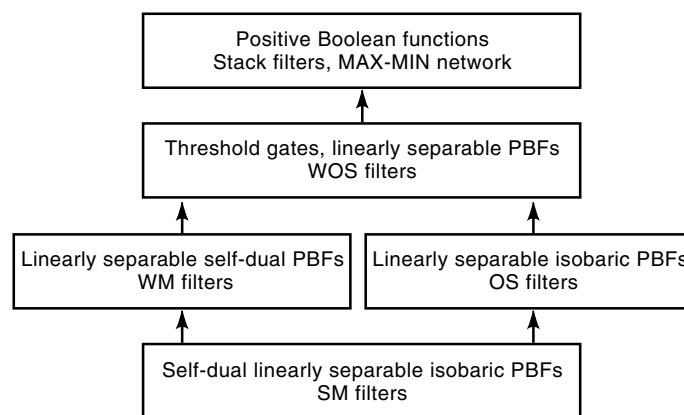 Positive Boolean functions
Stack filters, MAX-MIN network
Threshold gates, linearly separable PBFs
WOS filters
Linearly separable self-dual PBFs
WM filters
Linearly separable isobaric PBFs
OS filters
Self-dual linearly separable isobaric PBFs
SM filters